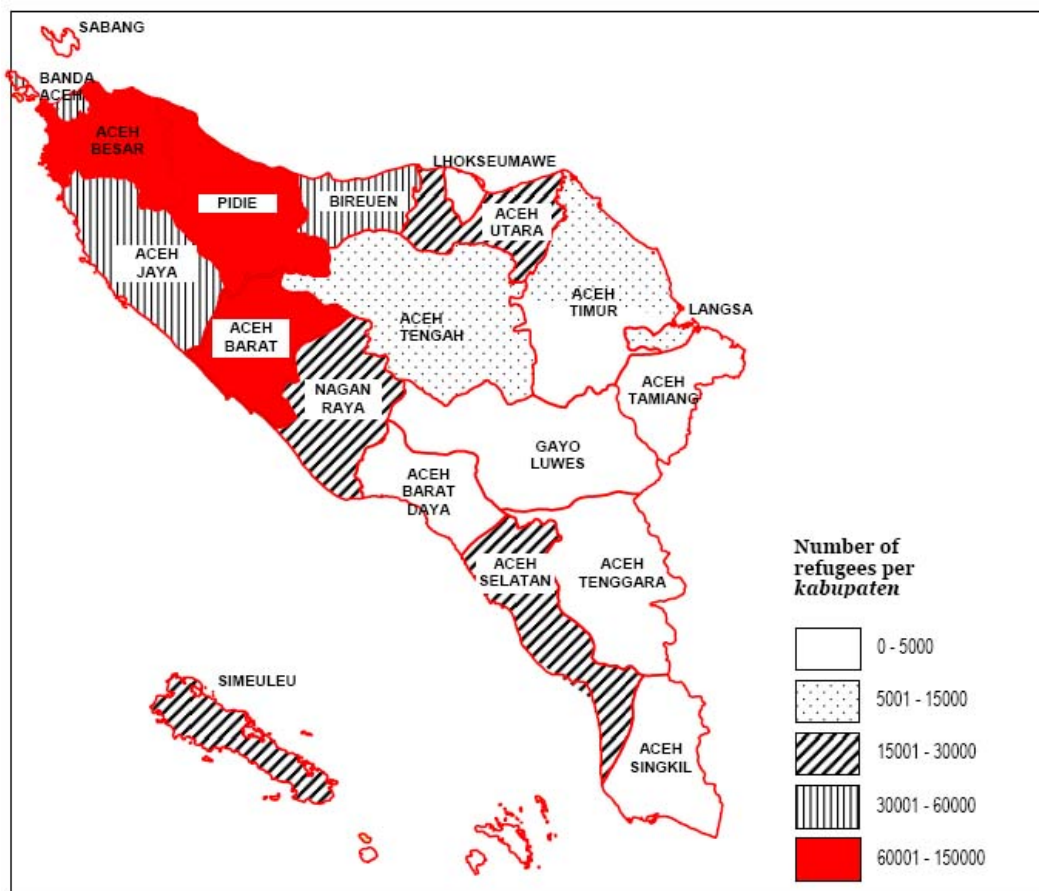 SABANG
BANDA
ACEH
ACEH
BESAR
LHOKSEUMAWE
PIDIE
BIREUEN
ACEH
UTARA
ACEH
JAYA
ACEH
TIMUR
LANGSA
ACEH
BARAT
ACEH
TENGAH
ACEH
TAMIANG
NAGAN
RAYA
GAYO
LUWES
ACEH
BARAT
DAYA
ACEH
SELATAN
ACEH
TENGGARA
SIMEULEU
ACEH
SINGKIL
Number of
refugees per
kabupaten
0 - 5000
5001 - 15000
15001 - 30000
30001 - 60000
60001 - 150000